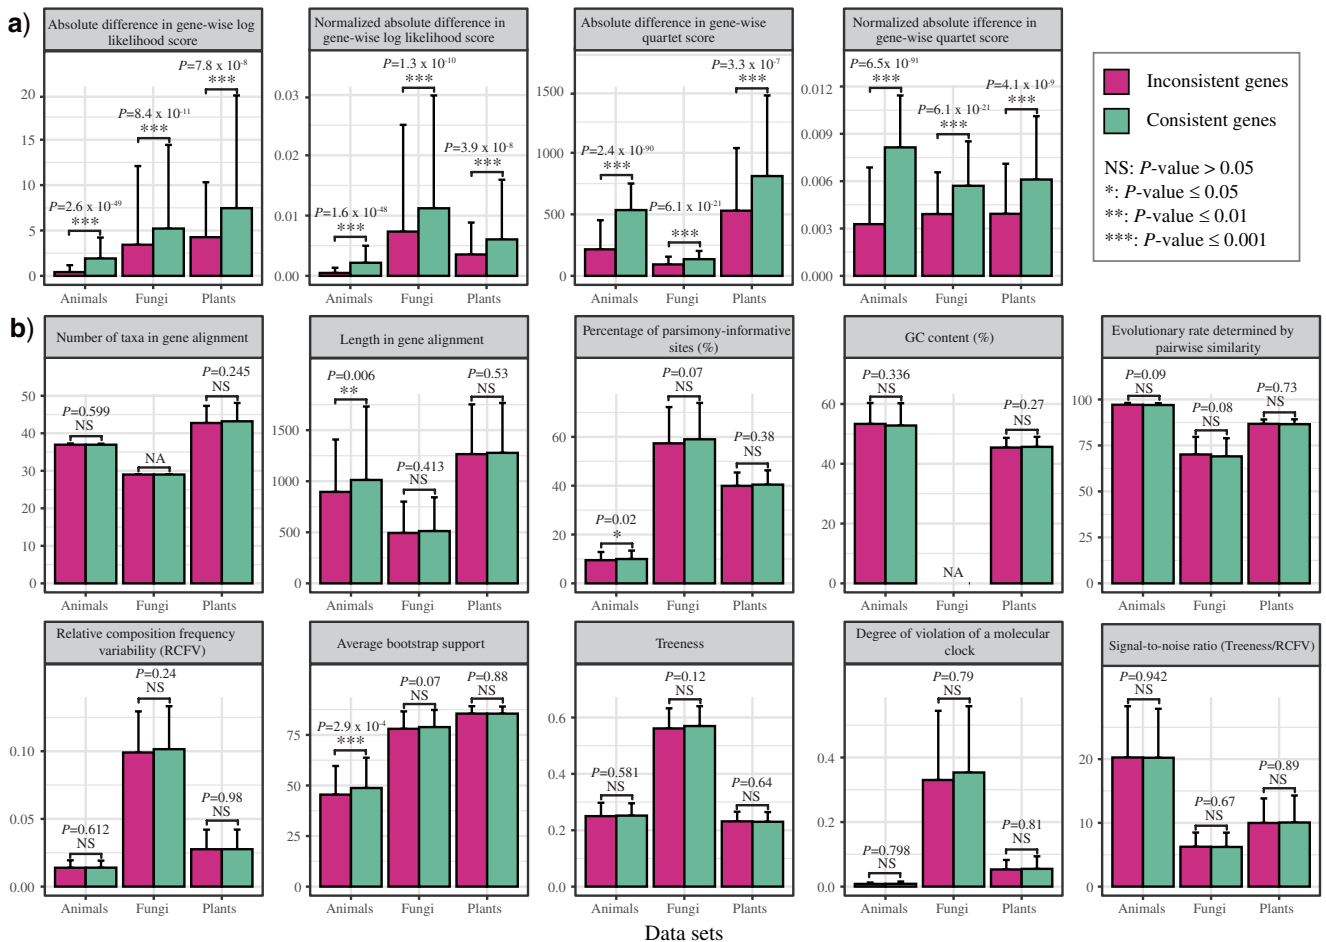 a)
Absolute difference in gene-wise log
likelihood score
P=2.6 x 10-49
***
P=8.4 x 10-11
***
P=7.8 x 10-8
***
20
15
10
5
0
Animals Fungi Plants
Normalized absolute difference in
gene-wise log likelihood score
P=1.6 x 10-48
***
P=1.3 x 10-10
***
P=3.9 x 10-8
***
0.03
0.02
0.01
0.00
Animals Fungi Plants
Absolute difference in gene-wise
quartet score
P=2.4 x 10-90
***
P=6.1 x 10-21
***
P=3.3 x 10-7
***
1500
1000
500
0
Animals Fungi Plants
Normalized absolute ifference in
gene-wise quartet score
P=6.5x 10-91
***
P=6.1 x 10-21
***
P=4.1 x 10-9
***
0.012
0.009
0.006
0.003
0.000
Animals Fungi Plants
Inconsistent genes
Consistent genes
NS: P-value > 0.05
*: P-value ≤ 0.05
**: P-value ≤ 0.01
***: P-value ≤ 0.001
b)
Number of taxa in gene alignment
P=0.599
NS
NA
P=0.245
NS
50
40
30
20
10
0
Animals Fungi Plants
Length in gene alignment
P=0.006
**
P=0.413
NS
P=0.53
NS
1500
1000
500
0
Animals Fungi Plants
Percentage of parsimony-informative
sites (%)
P=0.02
*
P=0.07
NS
P=0.38
NS
60
40
20
0
Animals Fungi Plants
GC content (%)
P=0.336
NS
NA
P=0.27
NS
60
40
20
0
Animals Fungi Plants
Evolutionary rate determined by
pairwise similarity
P=0.09
NS
P=0.08
NS
P=0.73
NS
100
75
50
25
0
Animals Fungi Plants
Relative composition frequency
variability (RCFV)
P=0.612
NS
P=0.24
NS
P=0.98
NS
0.10
0.05
0.00
Animals Fungi Plants
Average bootstrap support
P=2.9 x 10-4
***
P=0.07
NS
P=0.88
NS
75
50
25
0
Animals Fungi Plants
Treeness
P=0.581
NS
P=0.12
NS
P=0.64
NS
0.6
0.4
0.2
0.0
Animals Fungi Plants
Degree of violation of a molecular
clock
P=0.798
NS
P=0.79
NS
P=0.81
NS
0.4
0.2
0.0
Animals Fungi Plants
Signal-to-noise ratio (Treeness/RCFV)
P=0.942
NS
P=0.67
NS
P=0.89
NS
20
10
0
Animals Fungi Plants
Data sets